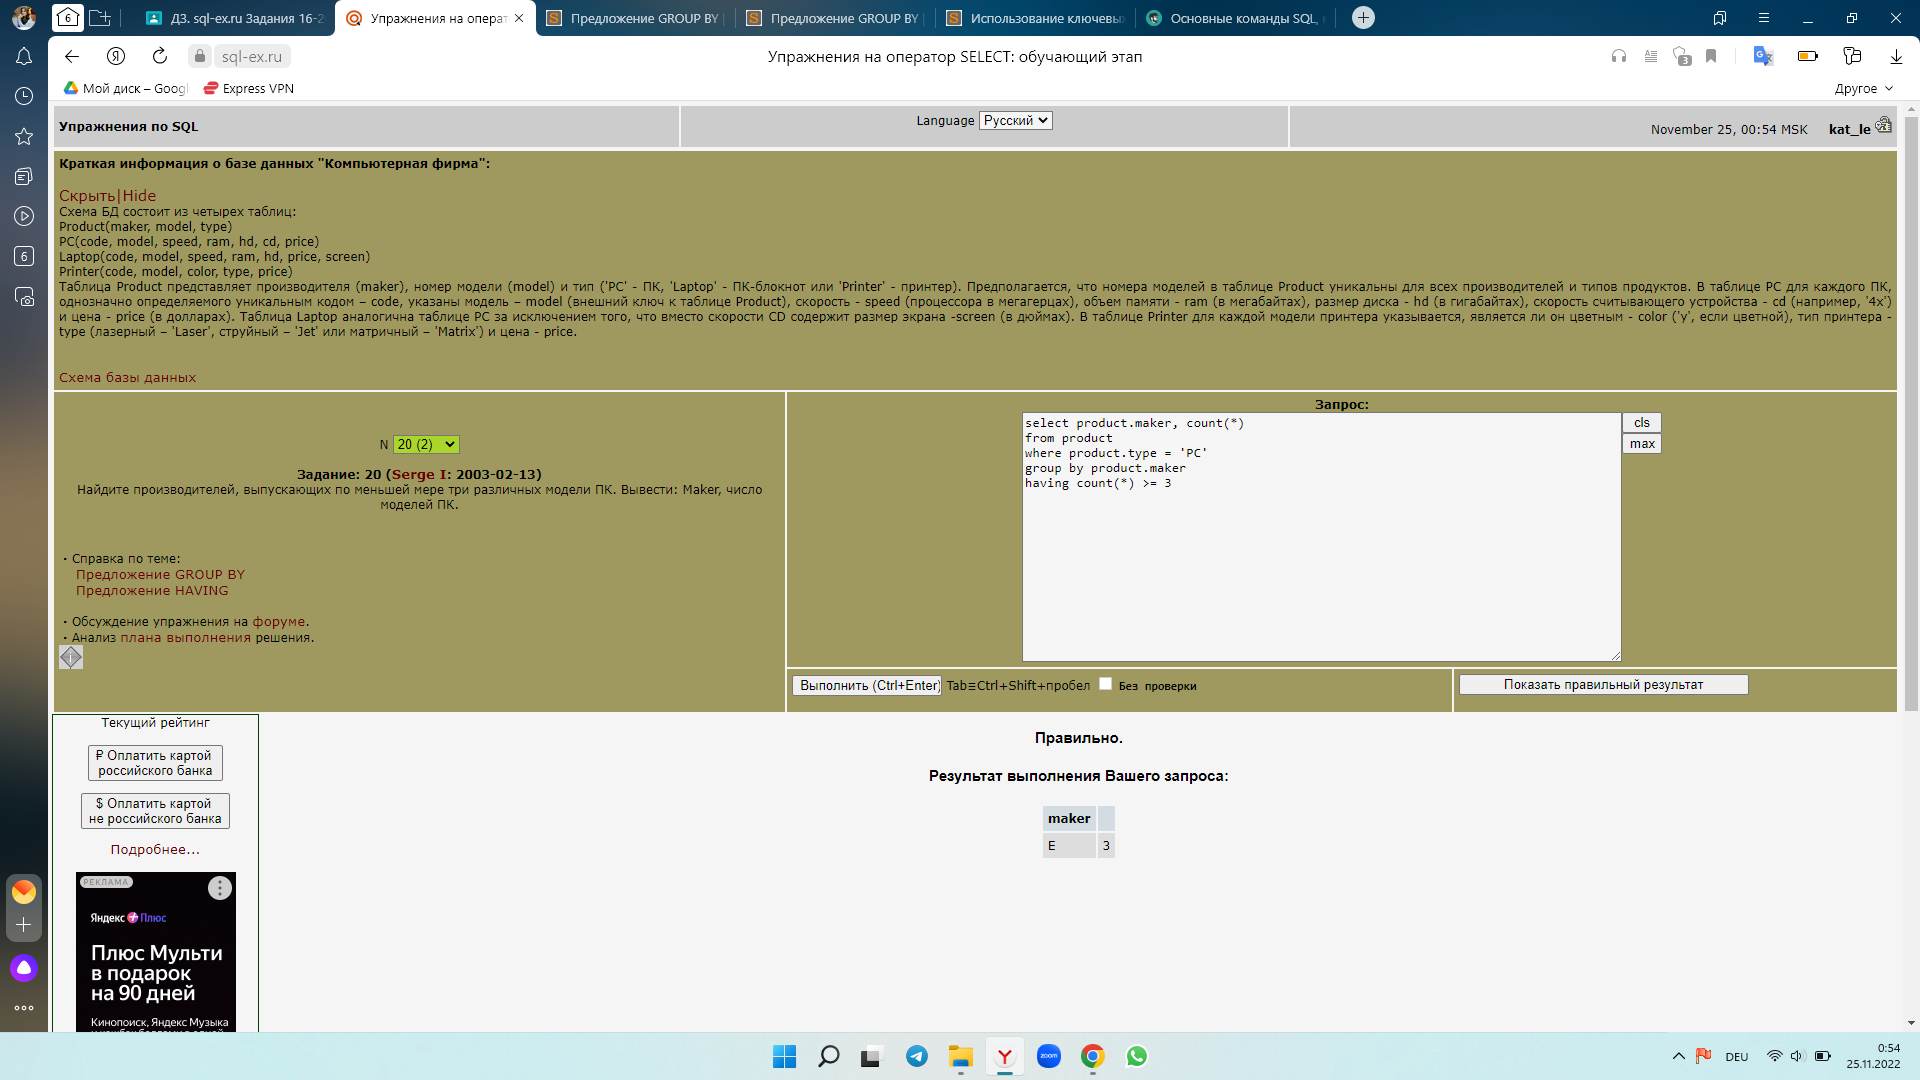 ДЗ. sql-ex.ru Задания 16-2
Упражнения на операт
Предложение GROUP BY
Предложение GROUP BY
Использование ключевы
Основные команды SQL,
6
sql-ex.ru
Упражнения на оператор SELECT: обучающий этап
3
Мой диск – Googl
Express VPN
Другое
6
Упражнения по SQL
Language Русский
November 25, 00:54 MSK kat_le
Краткая информация о базе данных "Компьютерная фирма":
Скрыть|Hide
Схема БД состоит из четырех таблиц:
Product(maker, model, type)
PC(code, model, speed, ram, hd, cd, price)
Laptop(code, model, speed, ram, hd, price, screen)
Printer(code, model, color, type, price)
Таблица Product представляет производителя (maker), номер модели (model) и тип ('PC' - ПК, 'Laptop' - ПК-блокнот или 'Printer' - принтер). Предполагается, что номера моделей в таблице Product уникальны для всех производителей и типов продуктов. В таблице PC для каждого ПК,
однозначно определяемого уникальным кодом – code, указаны модель – model (внешний ключ к таблице Product), скорость - speed (процессора в мегагерцах), объем памяти - ram (в мегабайтах), размер диска - hd (в гигабайтах), скорость считывающего устройства - cd (например, '4x')
и цена - price (в долларах). Таблица Laptop аналогична таблице РС за исключением того, что вместо скорости CD содержит размер экрана -screen (в дюймах). В таблице Printer для каждой модели принтера указывается, является ли он цветным - color ('y', если цветной), тип принтера -
type (лазерный – 'Laser', струйный – 'Jet' или матричный – 'Matrix') и цена - price.
Схема базы данных
N 20 (2)
Задание: 20 (Serge I: 2003-02-13)
Найдите производителей, выпускающих по меньшей мере три различных модели ПК. Вывести: Maker, число
моделей ПК.
· Справка по теме:
Предложение GROUP BY
Предложение HAVING
· Обсуждение упражнения на форуме.
· Анализ плана выполнения решения.
Запрос:
select product.maker, count(*)
from product
where product.type = 'PC'
group by product.maker
having count(*) >= 3
cls
max
Выполнить (Ctrl+Enter) Tab≡Ctrl+Shift+пробел Без проверки
Показать правильный результат
Текущий рейтинг
₽ Оплатить картой
российского банка
$ Оплатить картой
не российского банка
Подробнее...
РЕКЛАМА
Яндекс Плюс
Плюс Мульти
в подарок
на 90 дней
Кинопоиск, Яндекс Музыка
Правильно.
Результат выполнения Вашего запроса:
maker
E 3
zoom
DEU
0:54
25.11.2022